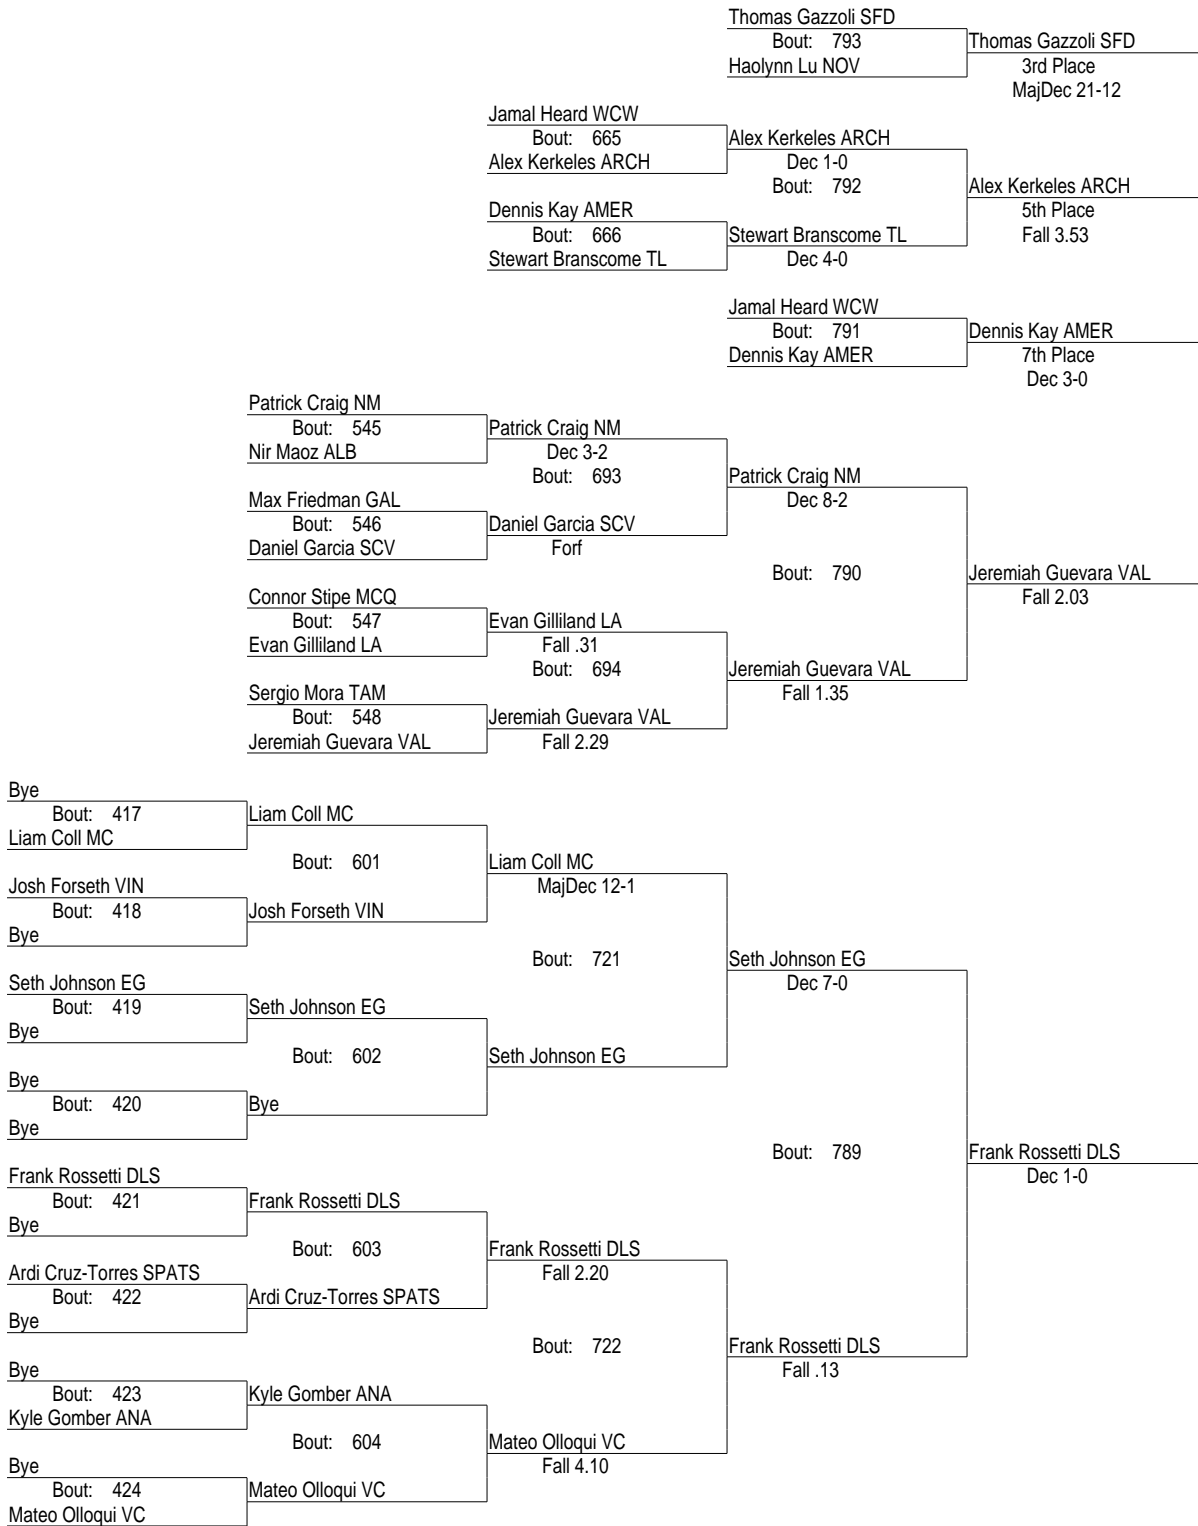 Thomas Gazzoli SFD
Bout: 793
Thomas Gazzoli SFD
Haolynn Lu NOV
3rd Place
MajDec 21-12
Jamal Heard WCW
Bout: 665
Alex Kerkeles ARCH
Alex Kerkeles ARCH
Dec 1-0
Bout: 792
Alex Kerkeles ARCH
Dennis Kay AMER
5th Place
Bout: 666
Stewart Branscome TL
Fall 3.53
Stewart Branscome TL
Dec 4-0
Jamal Heard WCW
Bout: 791
Dennis Kay AMER
Dennis Kay AMER
7th Place
Dec 3-0
Patrick Craig NM
Bout: 545
Patrick Craig NM
Nir Maoz ALB
Dec 3-2
Bout: 693
Patrick Craig NM
Max Friedman GAL
Dec 8-2
Bout: 546
Daniel Garcia SCV
Daniel Garcia SCV
Forf
Bout: 790
Jeremiah Guevara VAL
Connor Stipe MCQ
Fall 2.03
Bout: 547
Evan Gilliland LA
Evan Gilliland LA
Fall .31
Bout: 694
Jeremiah Guevara VAL
Sergio Mora TAM
Fall 1.35
Bout: 548
Jeremiah Guevara VAL
Jeremiah Guevara VAL
Fall 2.29
Bye
Bout: 417
Liam Coll MC
Liam Coll MC
Bout: 601
Liam Coll MC
Josh Forseth VIN
MajDec 12-1
Bout: 418
Josh Forseth VIN
Bye
Bout: 721
Seth Johnson EG
Seth Johnson EG
Dec 7-0
Bout: 419
Seth Johnson EG
Bye
Bout: 602
Seth Johnson EG
Bye
Bout: 420
Bye
Bye
Bout: 789
Frank Rossetti DLS
Frank Rossetti DLS
Dec 1-0
Bout: 421
Frank Rossetti DLS
Bye
Bout: 603
Frank Rossetti DLS
Ardi Cruz-Torres SPATS
Fall 2.20
Bout: 422
Ardi Cruz-Torres SPATS
Bye
Bout: 722
Frank Rossetti DLS
Bye
Fall .13
Bout: 423
Kyle Gomber ANA
Kyle Gomber ANA
Bout: 604
Mateo Olloqui VC
Bye
Fall 4.10
Bout: 424
Mateo Olloqui VC
Mateo Olloqui VC